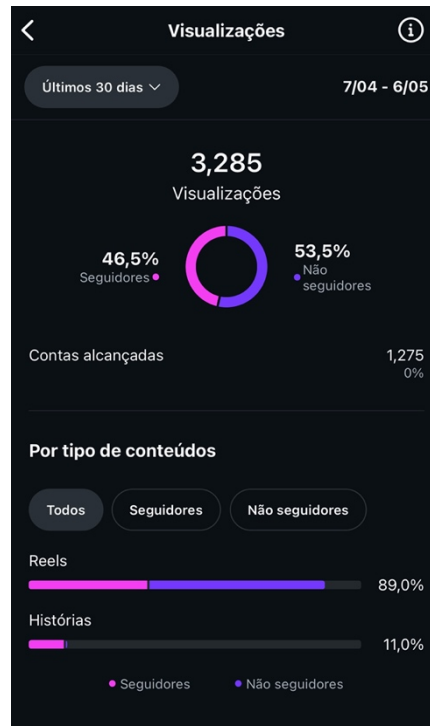 Visualizações
Últimos 30 dias
7/04 - 6/05
3,285
Visualizações
46,5%
Seguidores
53,5%
Não
seguidores
Contas alcançadas
1,275
0%
Por tipo de conteúdos
Todos
Seguidores
Não seguidores
Reels
89,0%
Histórias
11,0%
Seguidores
Não seguidores